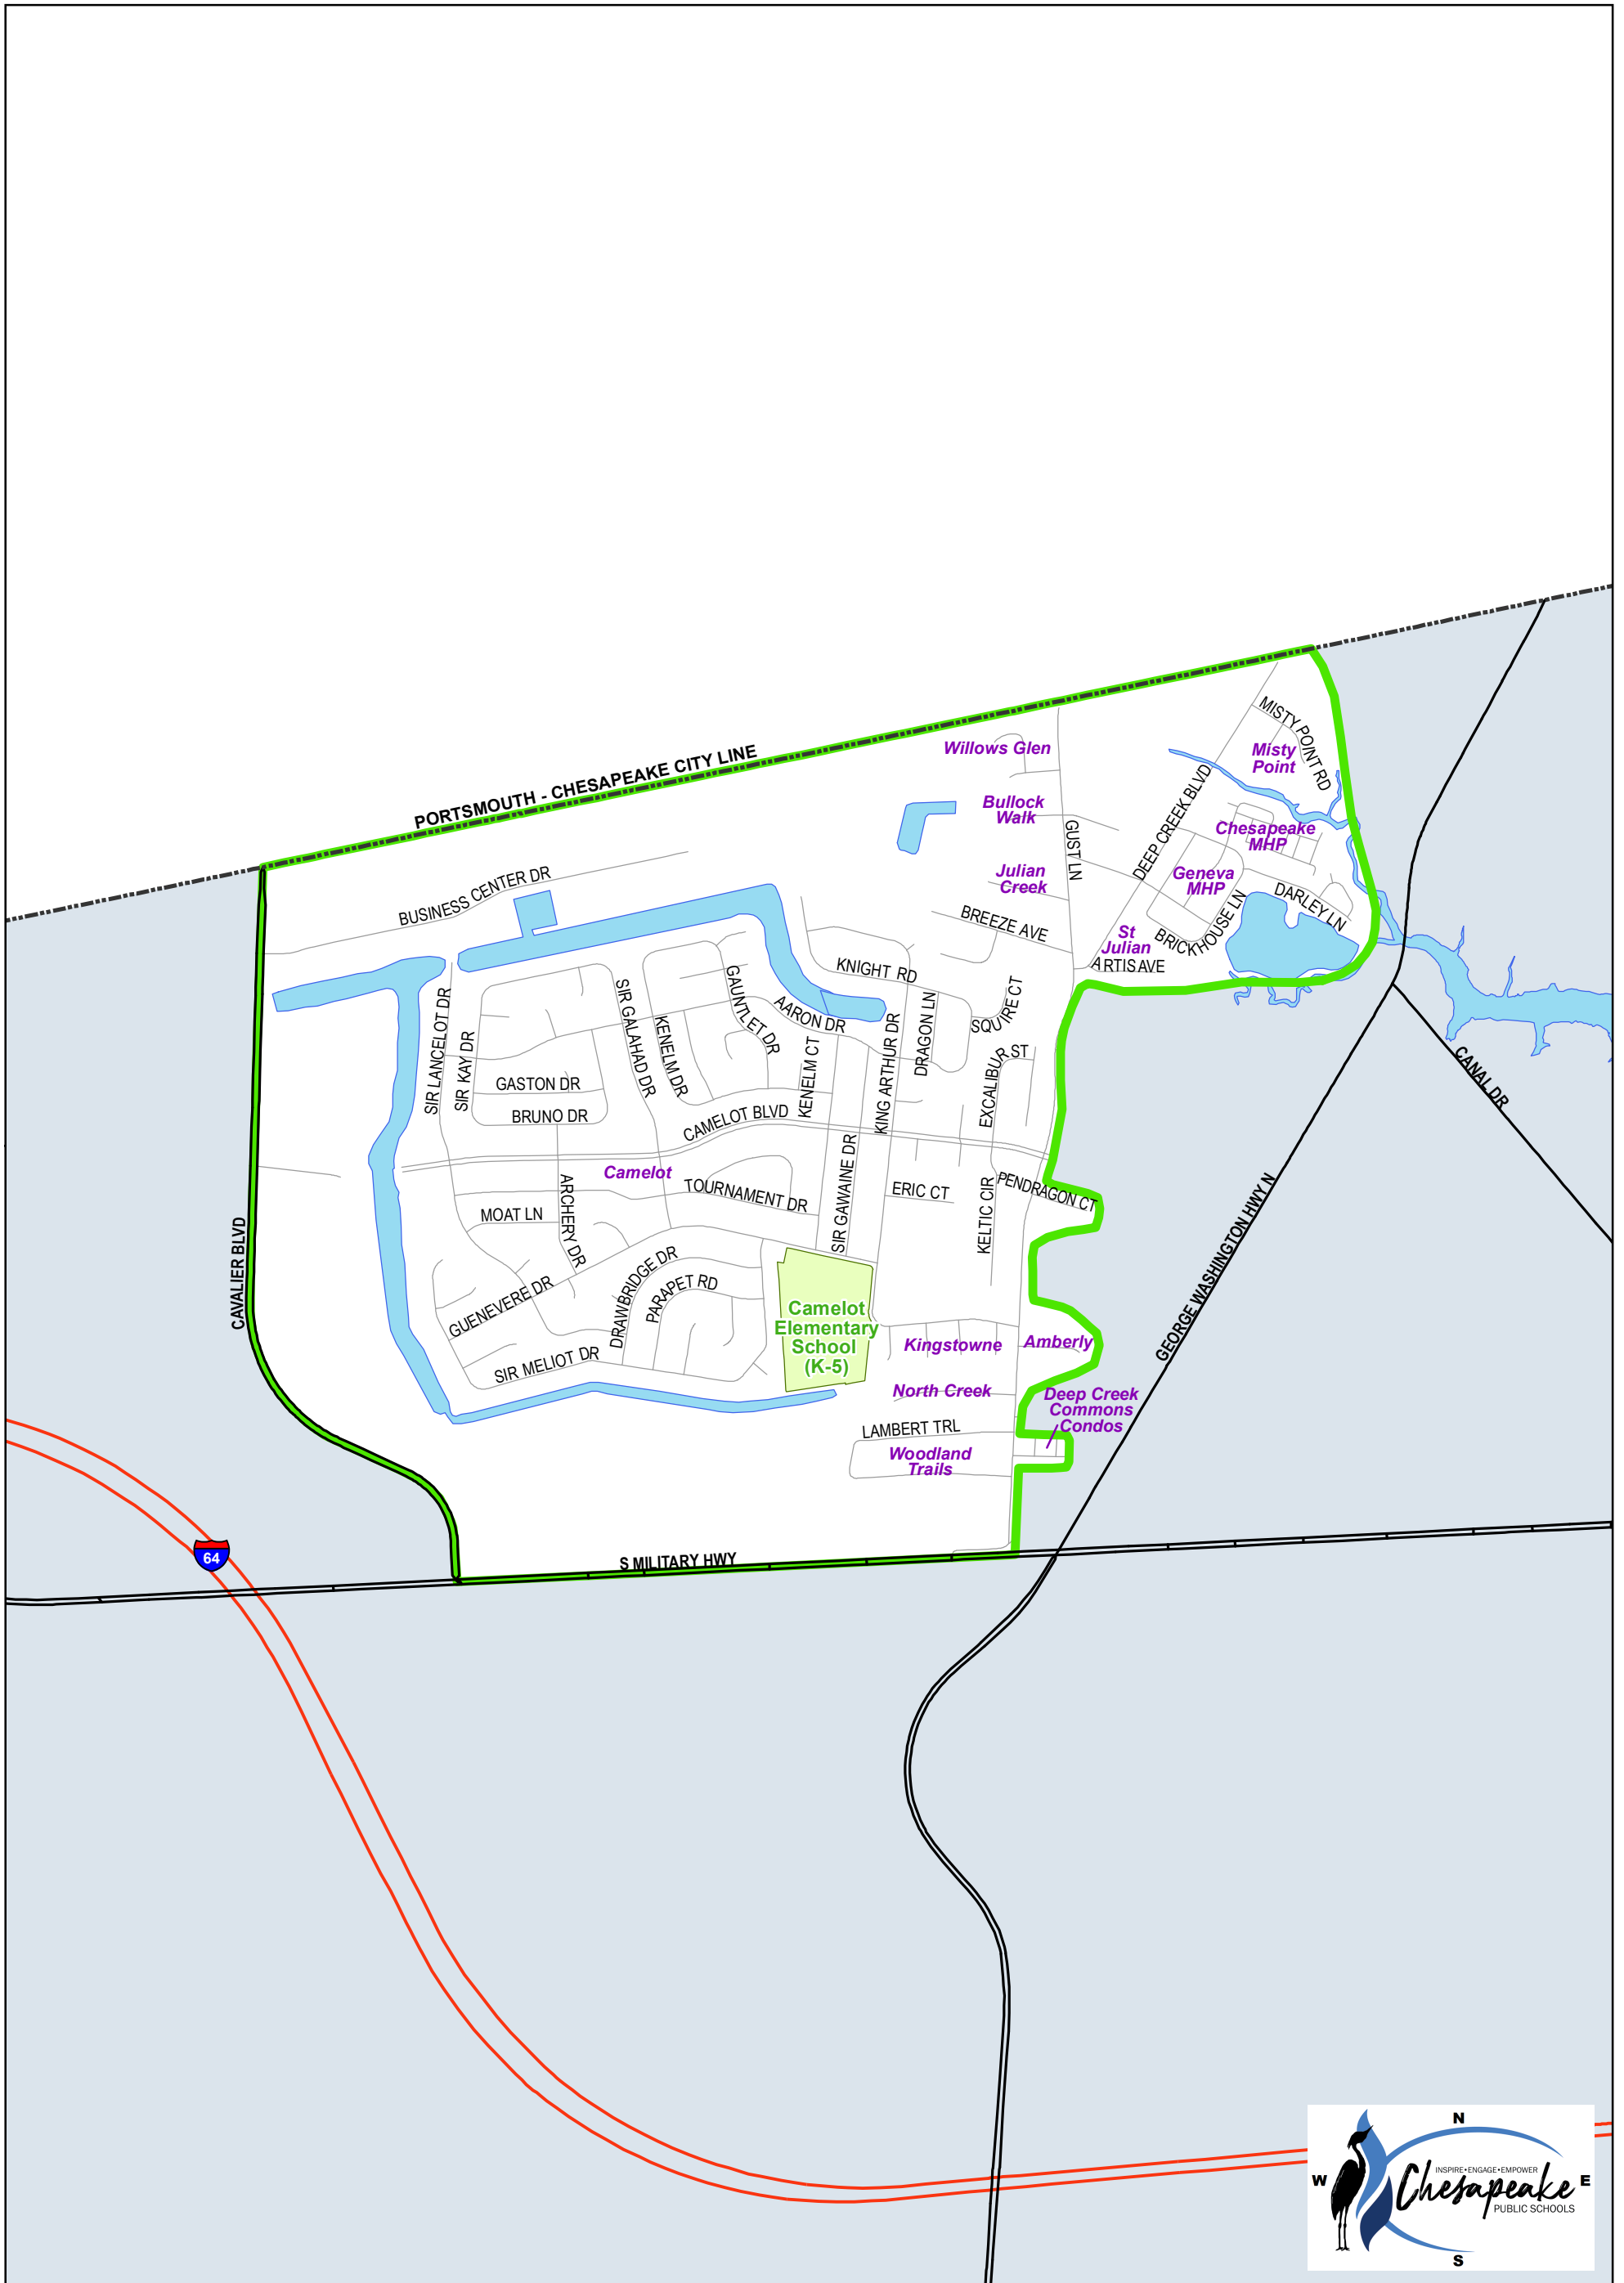 PORTSMOUTH - CHESAPEAKE CITY LINE
Willows Glen
MISTY POINT RD
Misty
Point
Bullock
Walk
DEEP CREEK BLVD
GUST LN
Chesapeake
MHP
Julian
Creek
Geneva
MHP
BUSINESS CENTER DR
DARLEY LN
BREEZE AVE
BRICKHOUSE LN
St
Julian
ARTIS AVE
KNIGHT RD
GAUNTLET DR
AARON DR
SIR LANCELOT DR
SIR KAY DR
SIR GALAHAD DR
KENELM DR
KENELM CT
KING ARTHUR DR
DRAGON LN
SQUIRE CT
EXCALIBUR ST
CANAL DR
GASTON DR
BRUNO DR
CAMELOT BLVD
Camelot
ARCHERY DR
TOURNAMENT DR
SIR GAWAINE DR
ERIC CT
KELTIC CIR
PENDRAGON CT
MOAT LN
CAVALIER BLVD
GEORGE WASHINGTON HWY N
GUENEVERE DR
DRAWBRIDGE DR
PARAPET RD
Camelot
Elementary
School
(K-5)
Kingstowne
Amberly
SIR MELIOT DR
North Creek
Deep Creek
Commons
Condos
LAMBERT TRL
Woodland
Trails
64
S MILITARY HWY
N
INSPIRE•ENGAGE•EMPOWER
W
Chesapeake
E
PUBLIC SCHOOLS
S